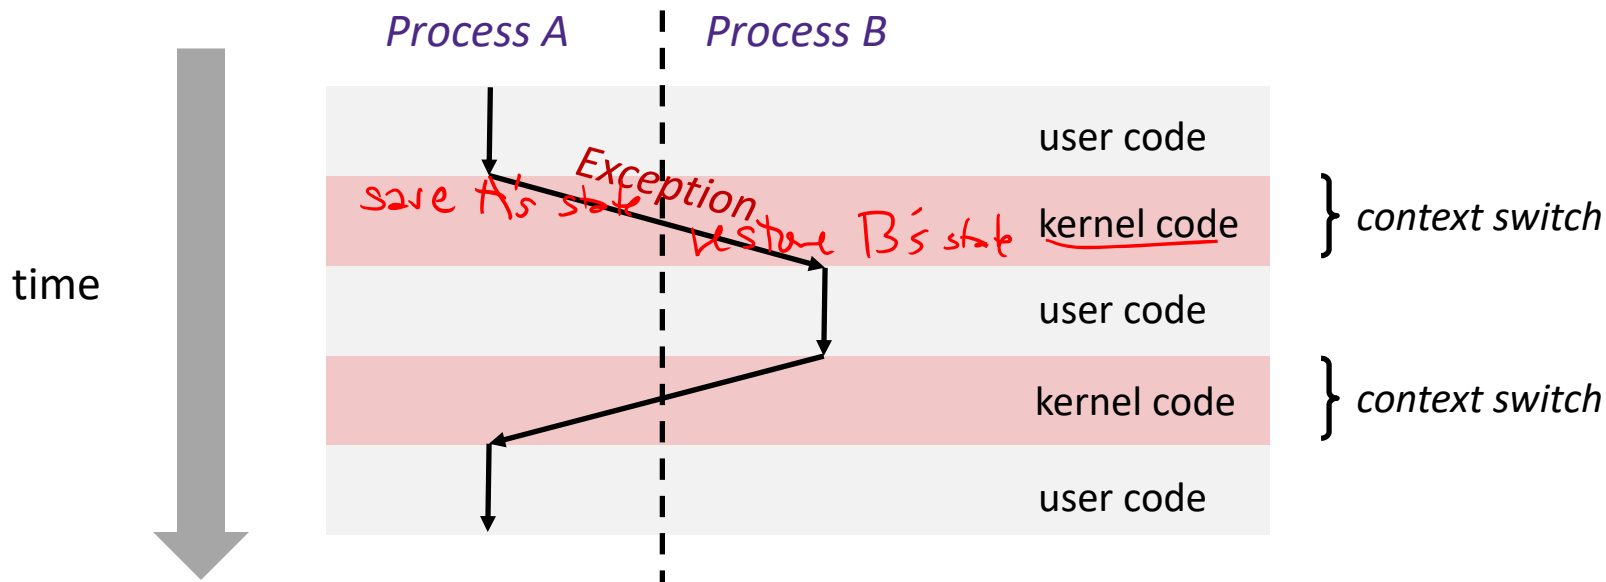 Process A
Process B
user code
Exception
save A's state
restore B's state
kernel code
context switch
time
user code
kernel code
context switch
user code